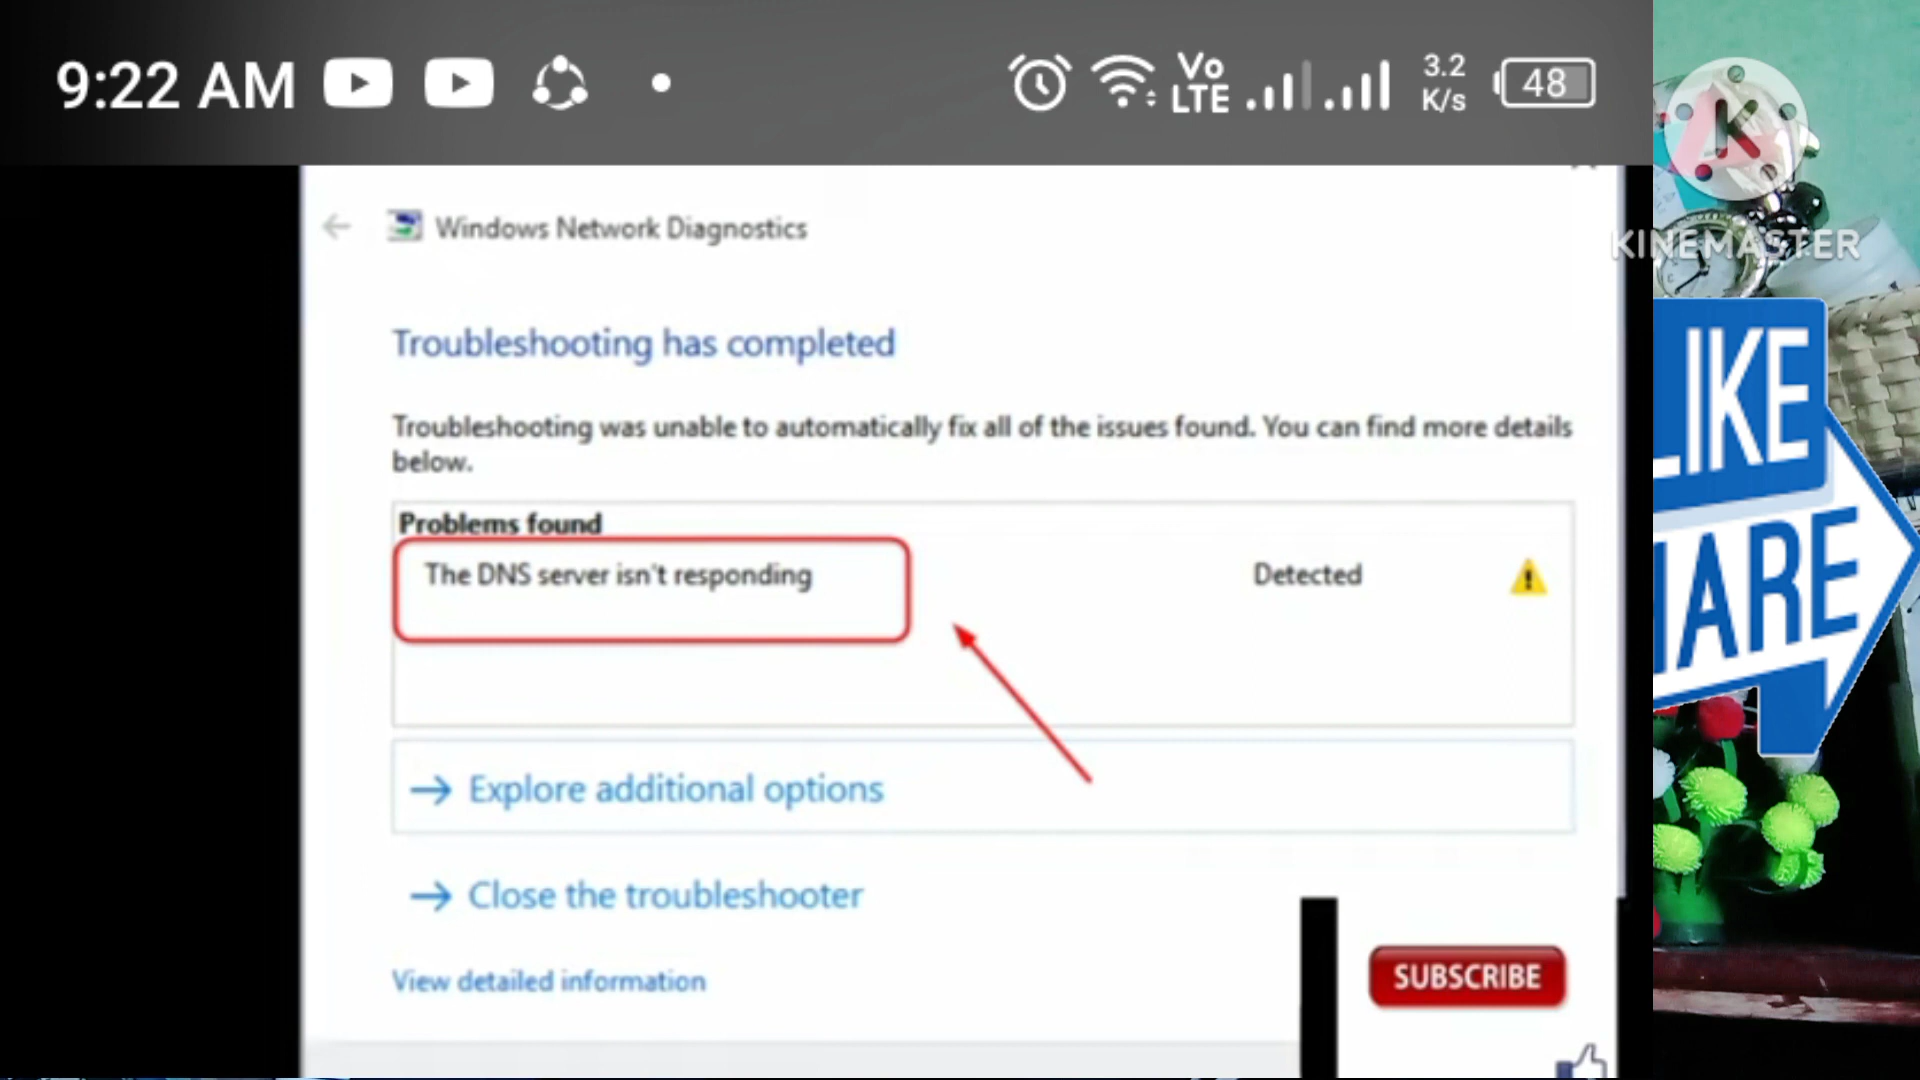 9:22 AM
Vo
LTE
3.2
K/s
48
K
KINEMASTER
Windows Network Diagnostics
Troubleshooting has completed
Troubleshooting was unable to automatically fix all of the issues found. You can find more details
below.
Problems found
The DNS server isn't responding
Detected
Explore additional options
Close the troubleshooter
View detailed information
SUBSCRIBE
LIKE
HARE